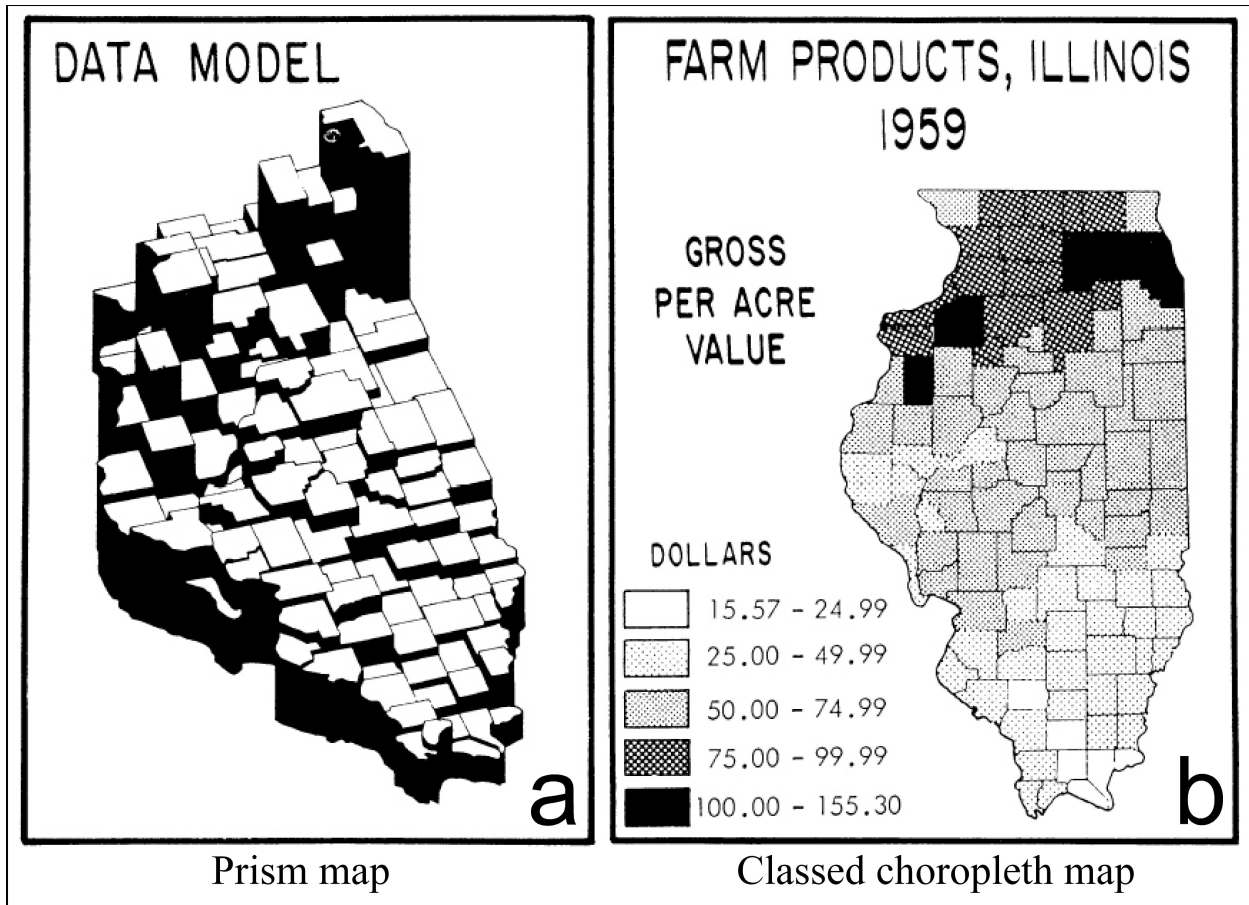 DATA MODEL
a
FARM PRODUCTS, ILLINOIS
1959
GROSS
PER ACRE
VALUE
DOLLARS
15.57 - 24.99
25.00 - 49.99
50.00 - 74.99
75.00 - 99.99
100.00 - 155.30
b
Prism map
Classed choropleth map